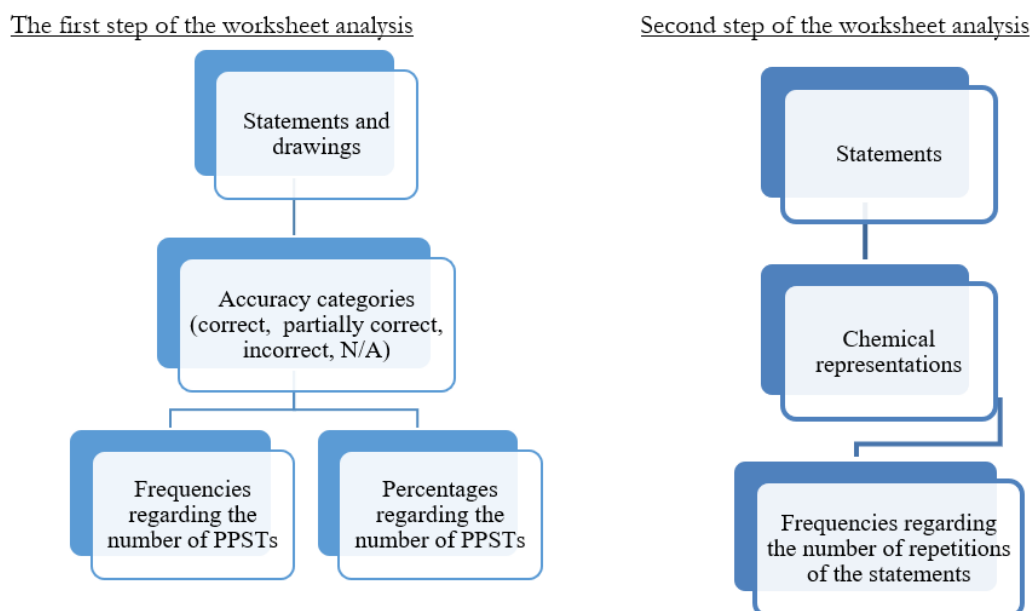 The first step of the worksheet analysis
Statements and
drawings
Accuracy categories
(correct, partially correct,
incorrect, N/A)
Frequencies
regarding the
number of PPSTs
Percentages
regarding the
number of PPSTs
Second step of the worksheet analysis
Statements
Chemical
representations
Frequencies regarding
the number of repetitions
of the statements